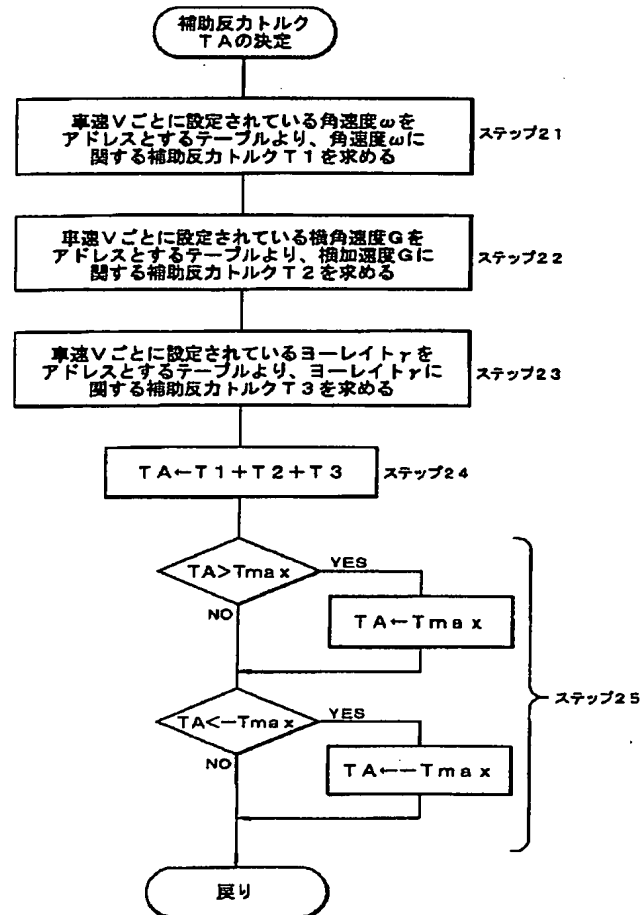 補助反力トルク
TAの決定
車速Vごとに設定されている角速度ωを
アドレスとするテーブルより、角速度ωに
関する補助反力トルクT1を求める
ステップ21
車速Vごとに設定されている横角速度Gを
アドレスとするテーブルより、横加速度Gに
関する補助反力トルクT2を求める
ステップ22
車速Vごとに設定されているヨーレイトγを
アドレスとするテーブルより、ヨーレイトγに
関する補助反力トルクT3を求める
ステップ23
TA←T1+T2+T3
ステップ24
TA>Tmax
YES
NO
TA←Tmax
TA<-Tmax
YES
NO
TA←-Tmax
ステップ25
戻り